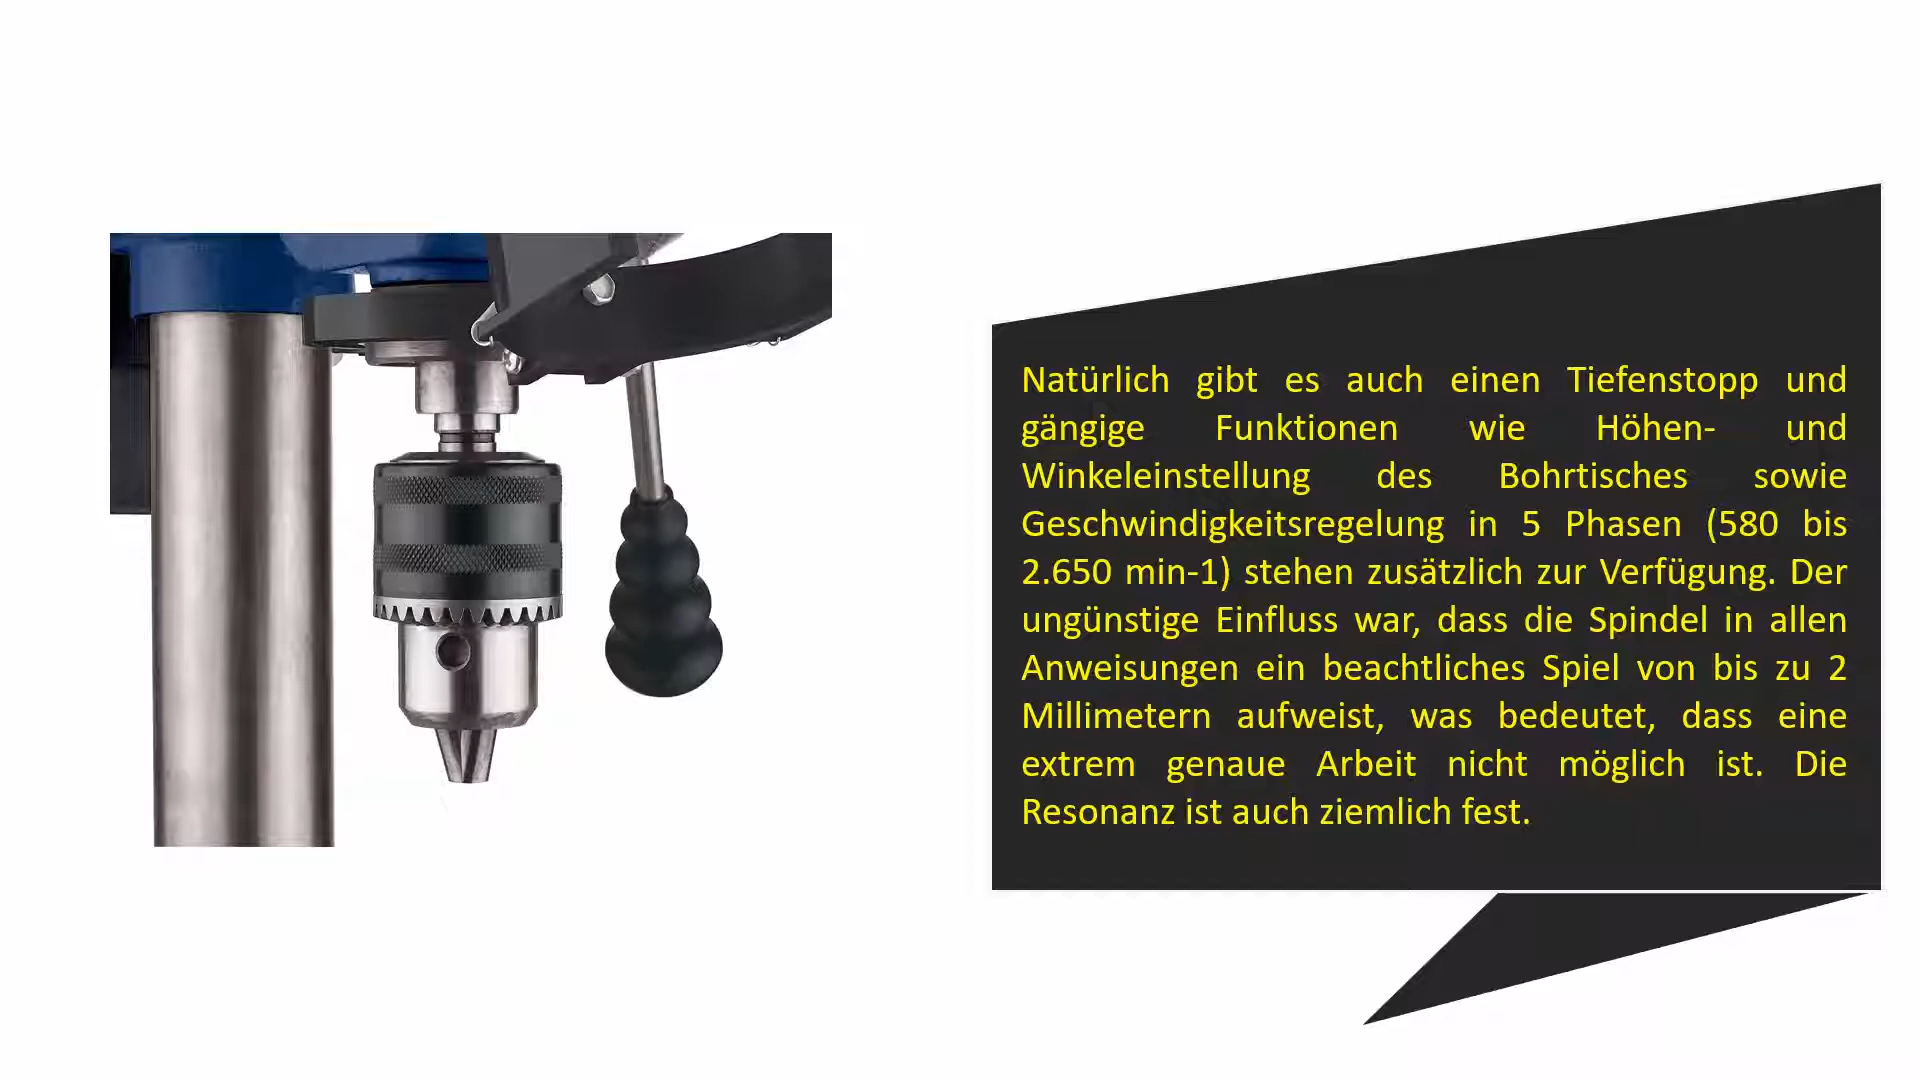 Natürlich gibt es auch einen Tiefenstopp und
gängige Funktionen wie Höhen- und
Winkeleinstellung des Bohrtisches sowie
Geschwindigkeitsregelung in 5 Phasen (580 bis
2.650 min-1) stehen zusätzlich zur Verfügung. Der
ungünstige Einfluss war, dass die Spindel in allen
Anweisungen ein beachtliches Spiel von bis zu 2
Millimetern aufweist, was bedeutet, dass eine
extrem genaue Arbeit nicht möglich ist. Die
Resonanz ist auch ziemlich fest.